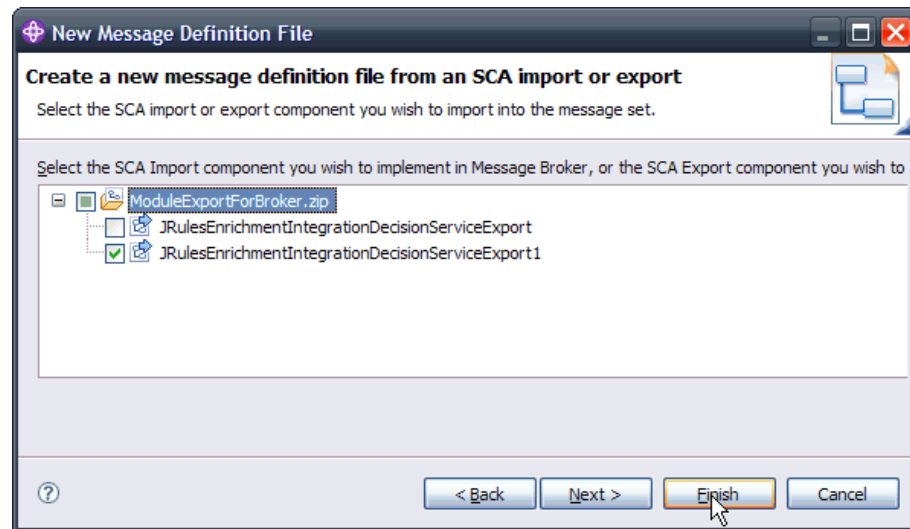 New Message Definition File
Create a new message definition file from an SCA import or export
Select the SCA import or export component you wish to import into the message set.
Select the SCA Import component you wish to implement in Message Broker, or the SCA Export component you wish to
ModuleExportForBroker.zip
JRulesEnrichmentIntegrationDecisionServiceExport
JRulesEnrichmentIntegrationDecisionServiceExport1
? < Back Next > Finish Cancel